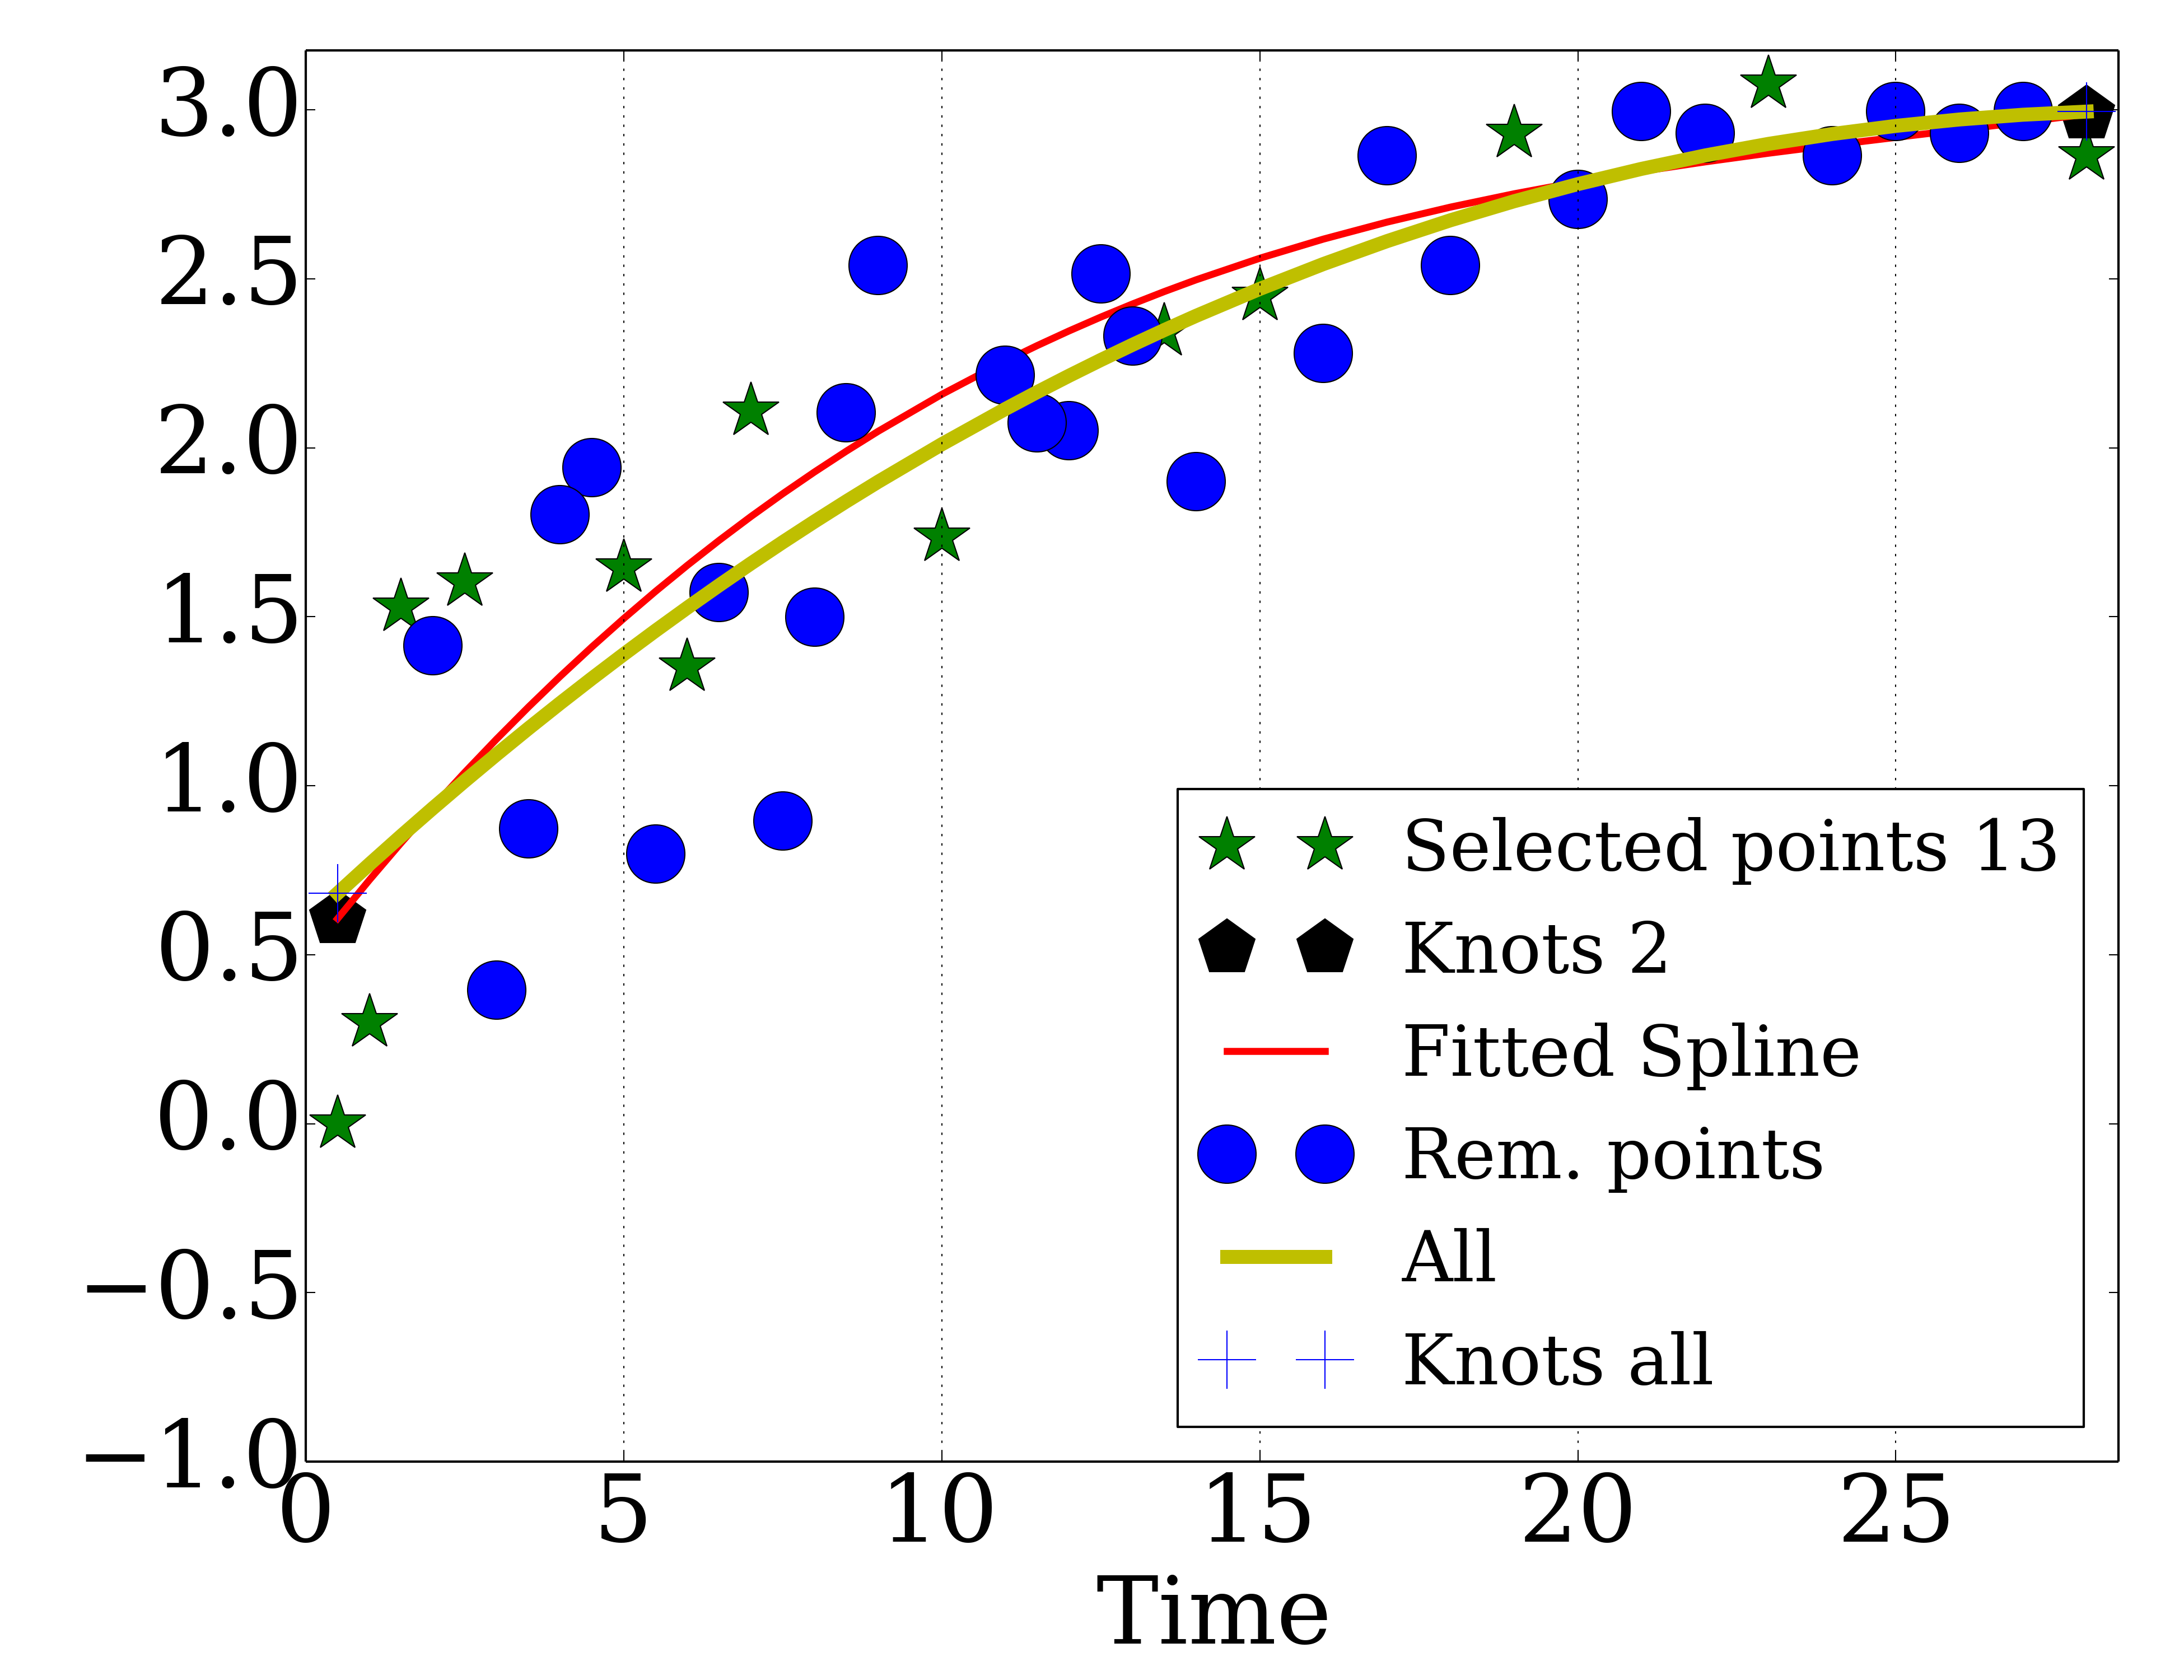 3.0
2.5
2.0
1.5
1.0
0.5
0.0
−0.5
−1.0
0 5 10 15 20 25
Time
Selected points 13
Knots 2
Fitted Spline
Rem. points
All
Knots all